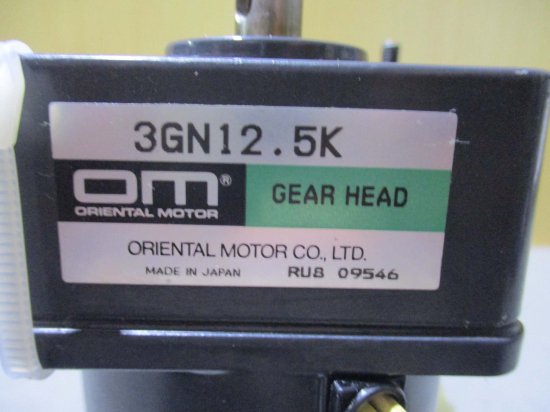 3GN12.5K
OM®
ORIENTAL MOTOR
GEAR HEAD
ORIENTAL MOTOR CO., LTD.
MADE IN JAPAN RU8 09546